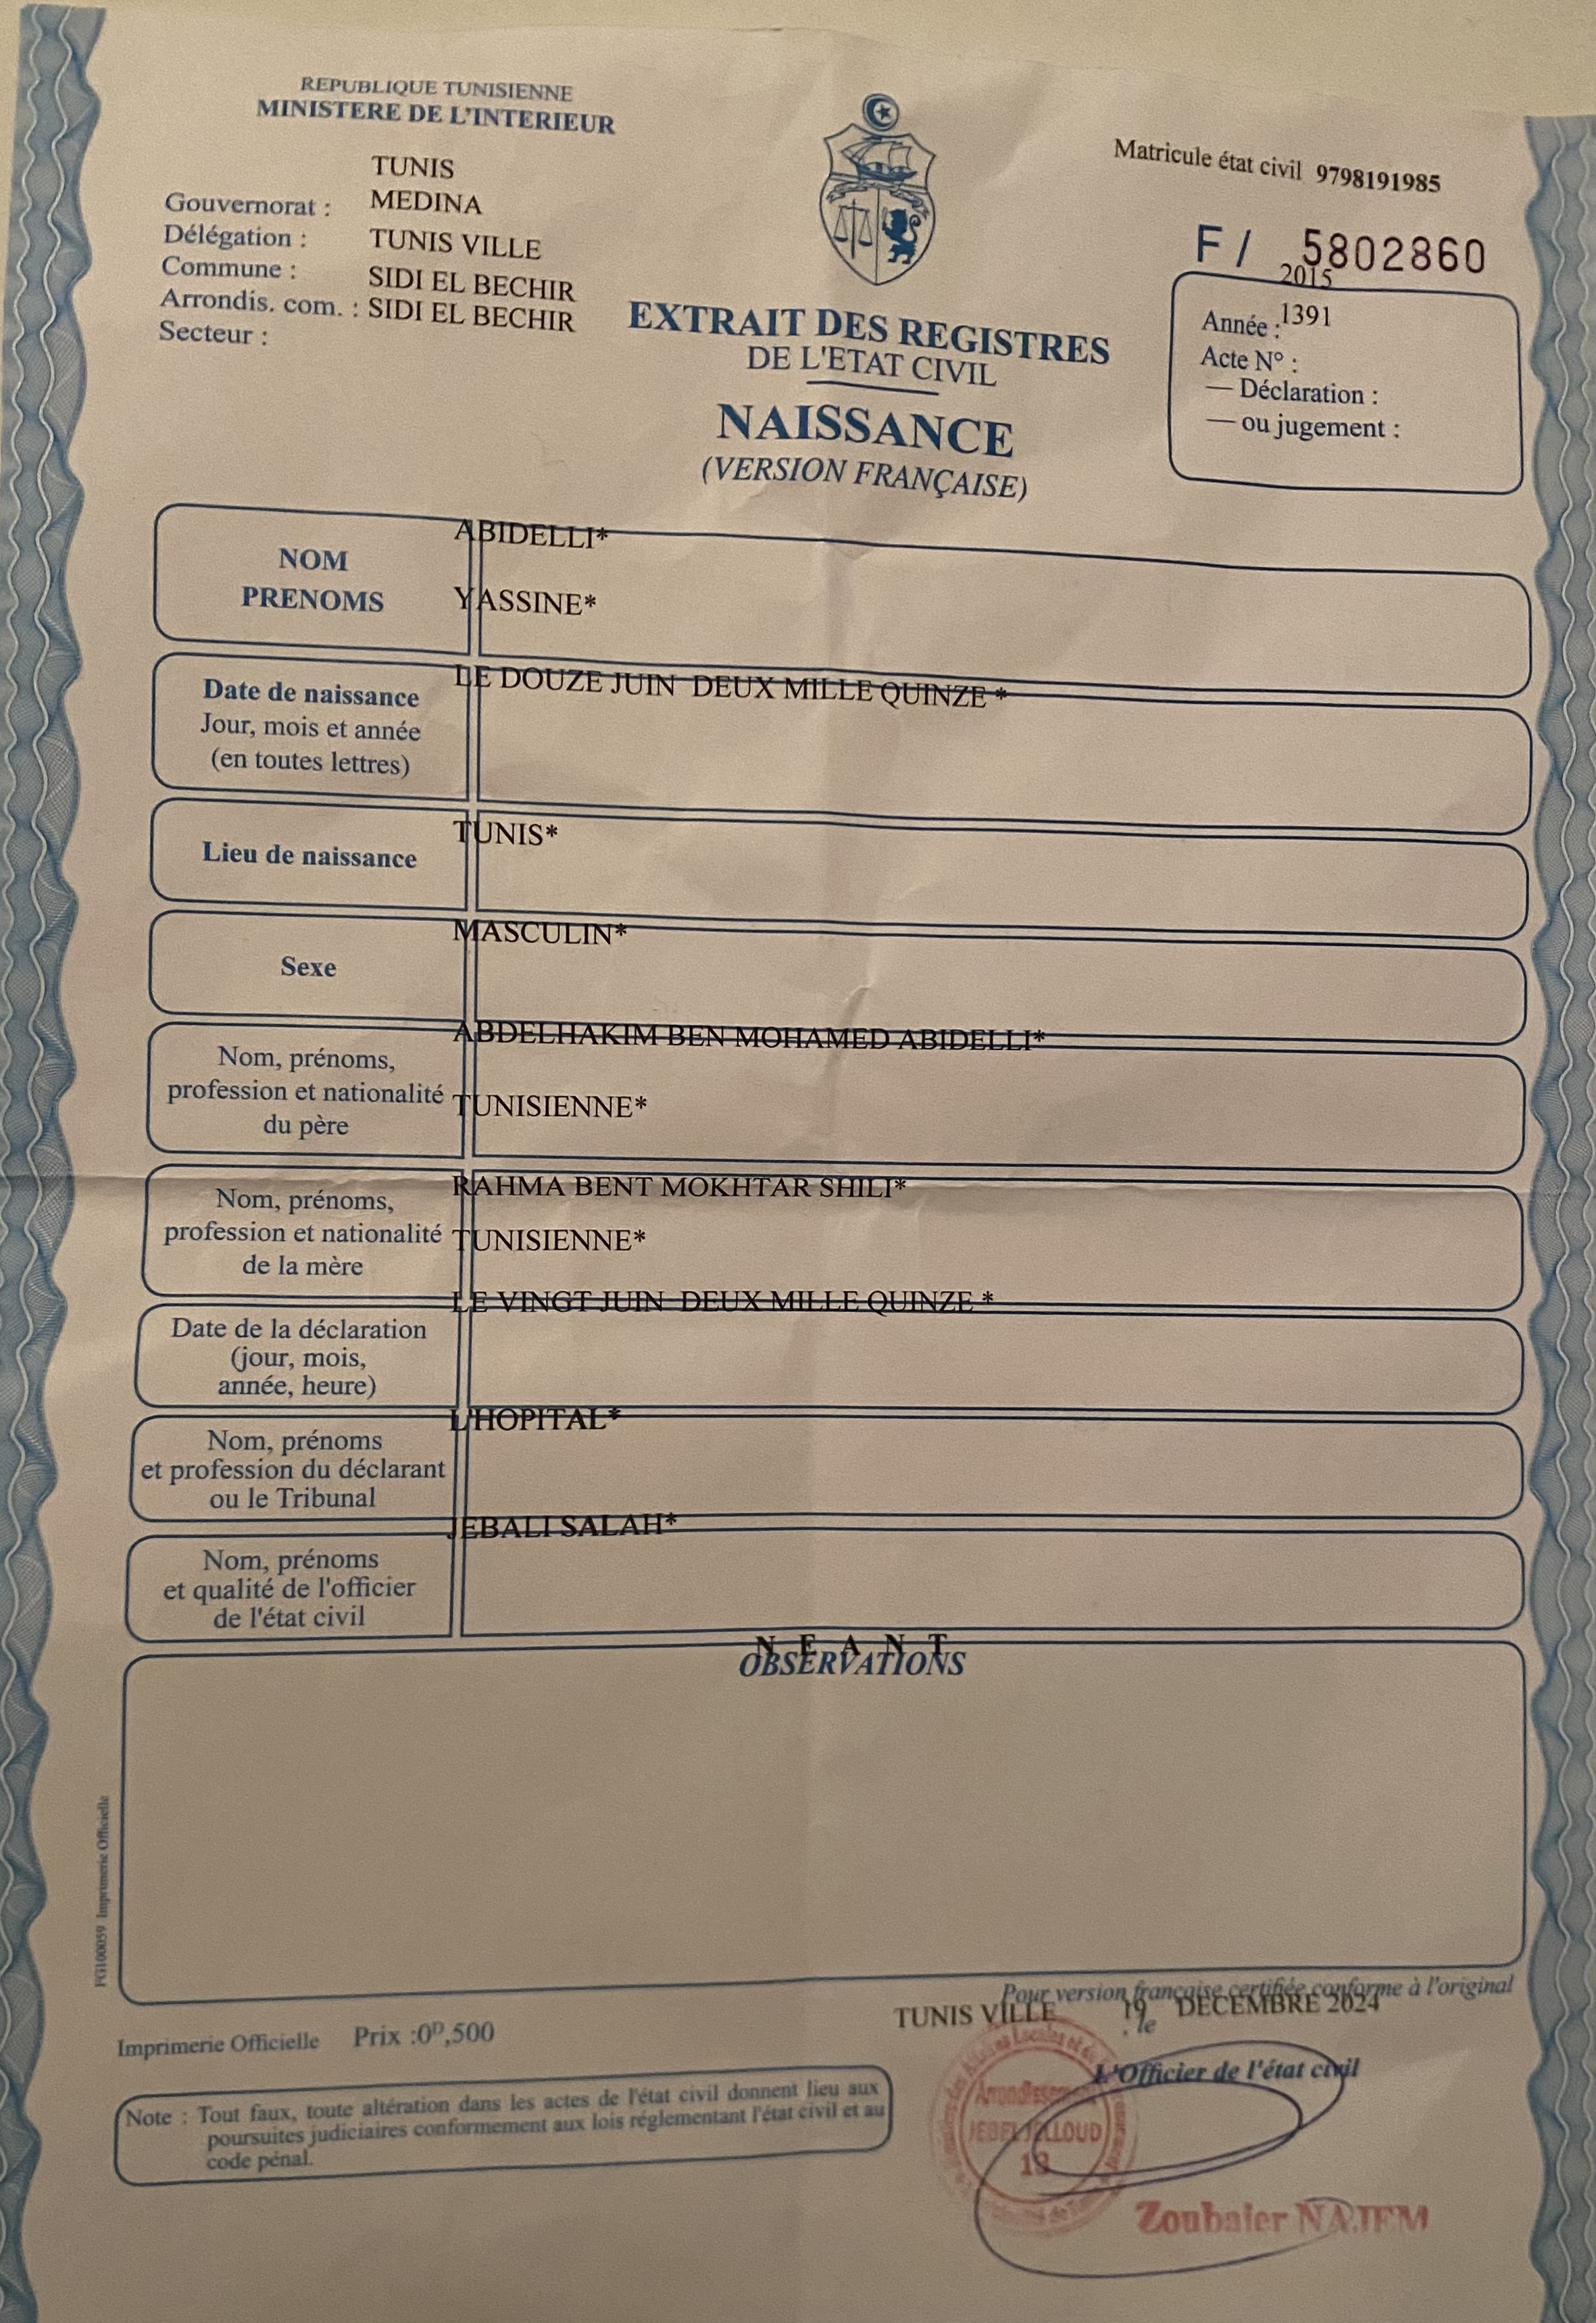 REPUBLIQUE TUNISIENNE
MINISTERE DE L'INTERIEUR
TUNIS
Gouvernorat : MEDINA
Délégation : TUNIS VILLE
Commune : SIDI EL BECHIR
Arrondis. com. : SIDI EL BECHIR
Secteur :
Matricule état civil 9798191985
F / 5802860
2015
Année : 1391
Acte N° :
— Déclaration :
— ou jugement :
EXTRAIT DES REGISTRES
DE L'ETAT CIVIL
NAISSANCE
(VERSION FRANÇAISE)
NOM ABIDELLI*
PRENOMS YASSINE*
Date de naissance LE DOUZE JUIN DEUX MILLE QUINZE *
Jour, mois et année
(en toutes lettres)
Lieu de naissance TUNIS*
Sexe MASCULIN*
ABDELHAKIM BEN MOHAMED ABIDELLI*
Nom, prénoms,
profession et nationalité TUNISIENNE*
du père
RAHMA BENT MOKHTAR SHILI*
Nom, prénoms,
profession et nationalité TUNISIENNE*
de la mère
LE VINGT JUIN DEUX MILLE QUINZE *
Date de la déclaration
(jour, mois,
année, heure)
L'HOPITAL*
Nom, prénoms
et profession du déclarant
ou le Tribunal
JEBALI SALAH*
Nom, prénoms
et qualité de l'officier
de l'état civil
N E A N T
OBSERVATIONS
FG100059 Imprimerie Officielle
Pour version française certifiée conforme à l'original
TUNIS VILLE , le 19 DECEMBRE 2024
L'Officier de l'état civil
Imprimerie Officielle Prix :0ᴰ,500
Note : Tout faux, toute altération dans les actes de l'état civil donnent lieu aux
poursuites judiciaires conformement aux lois réglementant l'état civil et au
code pénal.
Arrondissement
JEBEL JELLOUD
13
Zoubaier NAJEM